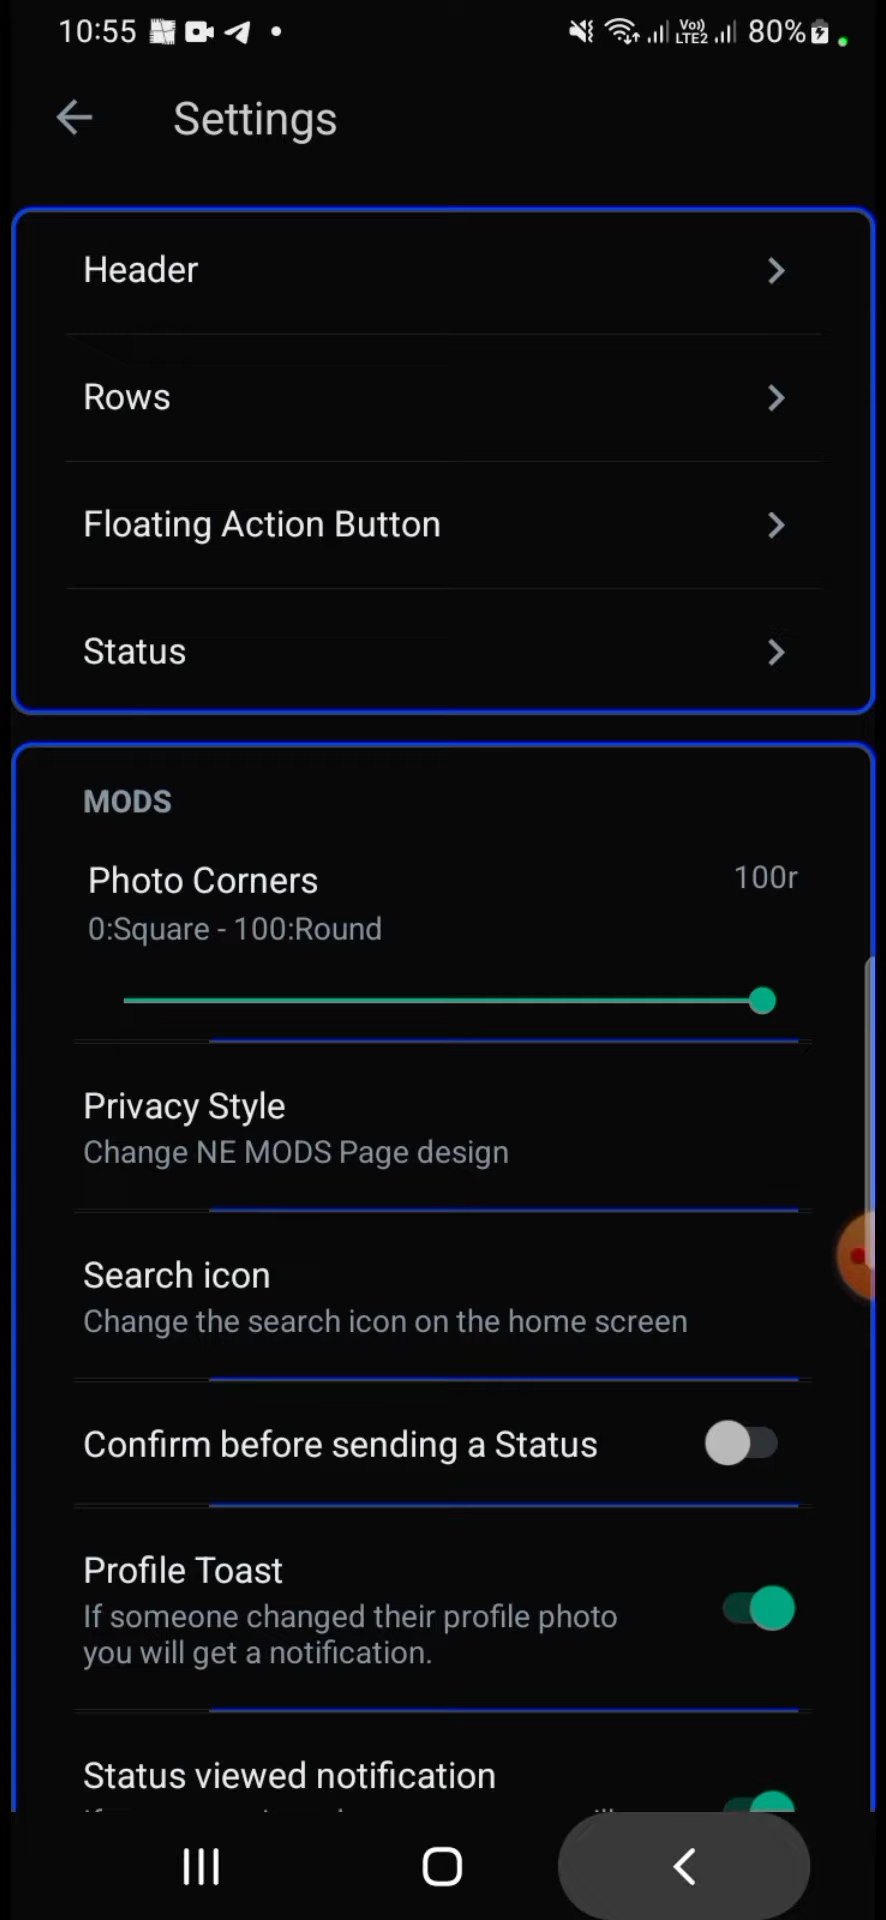 10:55
Vo)) LTE2 80%
Settings
Header
Rows
Floating Action Button
Status
MODS
Photo Corners 100r
0:Square - 100:Round
Privacy Style
Change NE MODS Page design
Search icon
Change the search icon on the home screen
Confirm before sending a Status
Profile Toast
If someone changed their profile photo
you will get a notification.
Status viewed notification